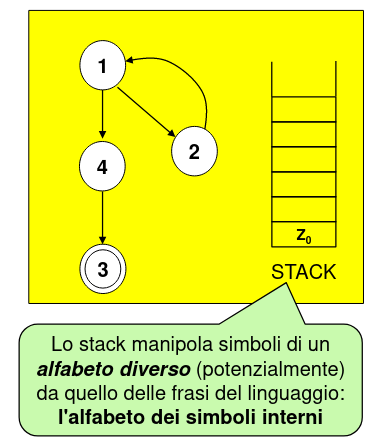 1
2
4
3
Z0
STACK
Lo stack manipola simboli di un
alfabeto diverso (potenzialmente)
da quello delle frasi del linguaggio:
l'alfabeto dei simboli interni